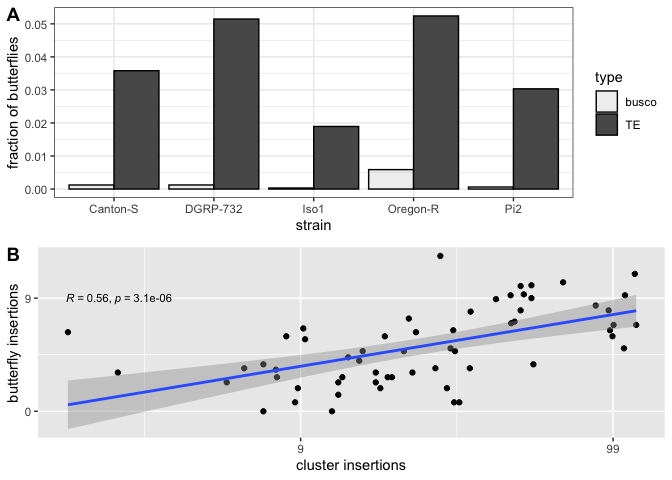 A
fraction of butterflies
0.05
0.04
0.03
0.02
0.01
0.00
Canton-S DGRP-732 Iso1 Oregon-R Pi2
strain
type
busco
TE
B
butterfly insertions
R = 0.56, p = 3.1e-06
9
0
9 99
cluster insertions